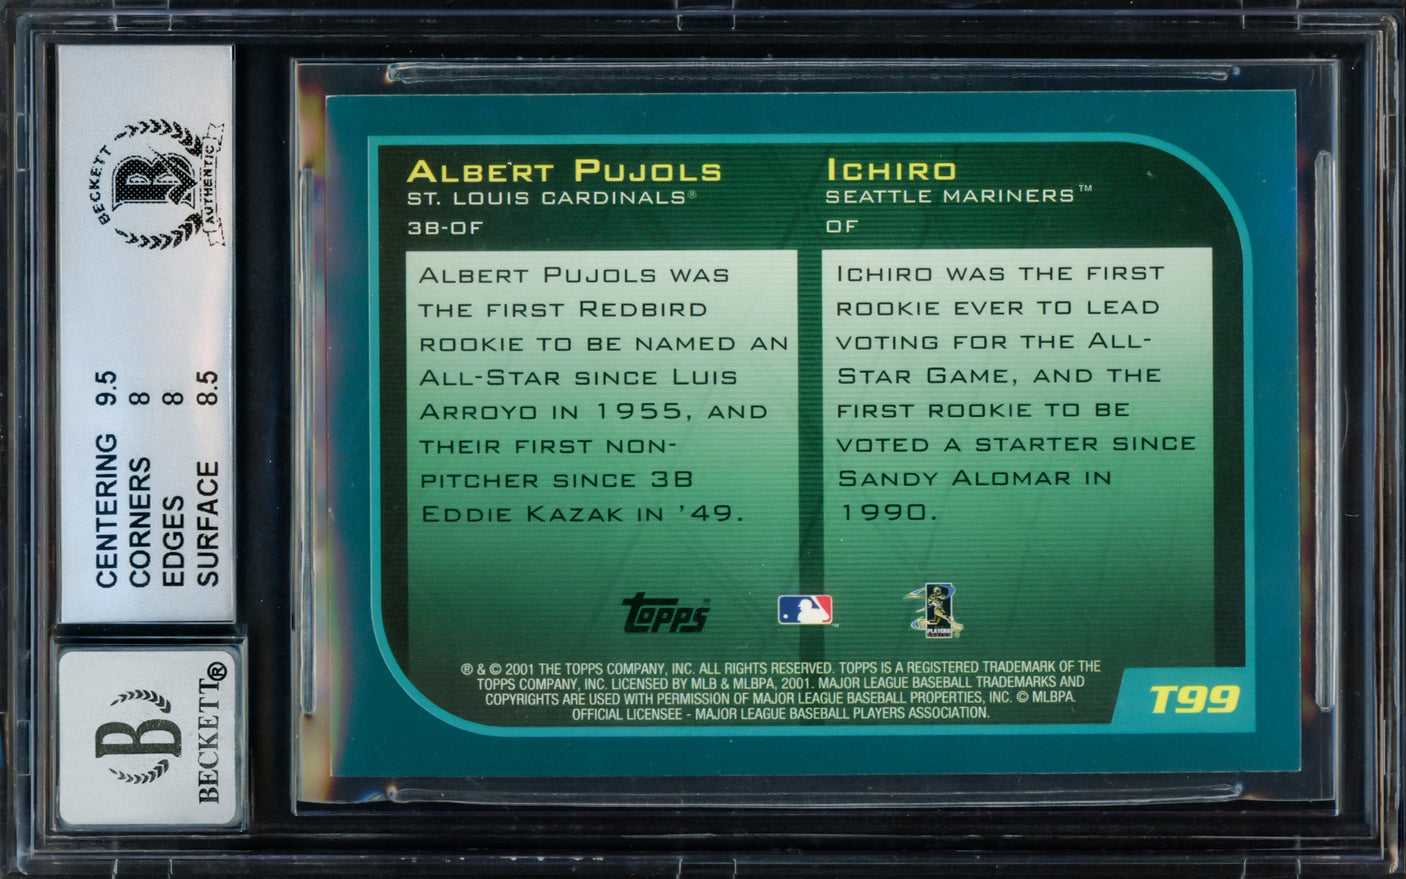 BECKETT
B
AUTHENTIC
CENTERING 9.5
CORNERS 8
EDGES 8
SURFACE 8.5
B
BECKETT®
ALBERT PUJOLS
ST. LOUIS CARDINALS®
3B-OF
ALBERT PUJOLS WAS
THE FIRST REDBIRD
ROOKIE TO BE NAMED AN
ALL-STAR SINCE LUIS
ARROYO IN 1955, AND
THEIR FIRST NON-
PITCHER SINCE 3B
EDDIE KAZAK IN '49.
ICHIRO
SEATTLE MARINERS™
OF
ICHIRO WAS THE FIRST
ROOKIE EVER TO LEAD
VOTING FOR THE ALL-
STAR GAME, AND THE
FIRST ROOKIE TO BE
VOTED A STARTER SINCE
SANDY ALOMAR IN
1990.
TOPPS®
PLAYERS
® & © 2001 THE TOPPS COMPANY, INC. ALL RIGHTS RESERVED. TOPPS IS A REGISTERED TRADEMARK OF THE
TOPPS COMPANY, INC. LICENSED BY MLB & MLBPA, 2001. MAJOR LEAGUE BASEBALL TRADEMARKS AND
COPYRIGHTS ARE USED WITH PERMISSION OF MAJOR LEAGUE BASEBALL PROPERTIES, INC. © MLBPA.
OFFICIAL LICENSEE - MAJOR LEAGUE BASEBALL PLAYERS ASSOCIATION.
T99